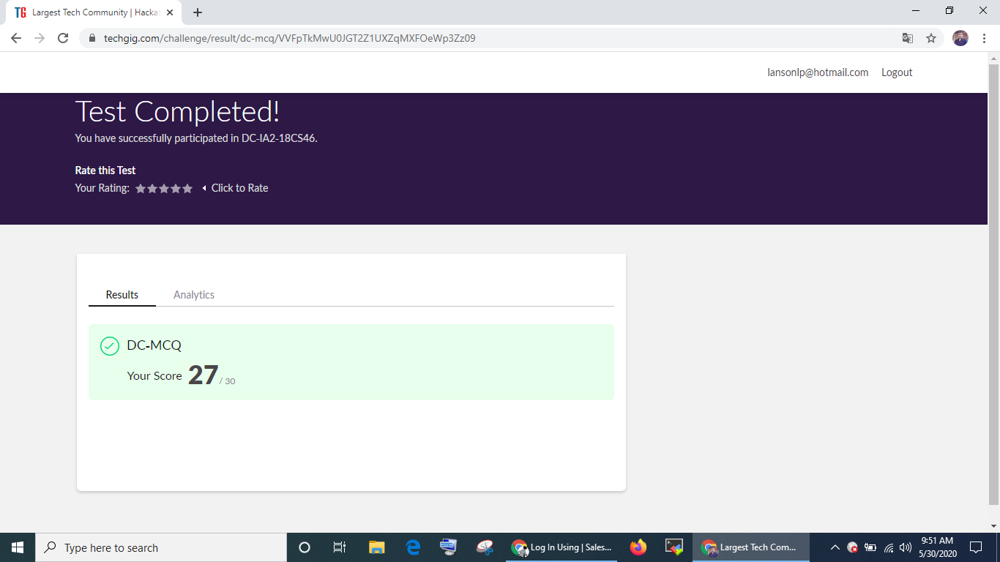 TG Largest Tech Community | Hacka
techgig.com/challenge/result/dc-mcq/VVFpTkMwU0JGT2Z1UXZqMXFOeWp3Zz09
lansonlp@hotmail.com Logout
Test Completed!
You have successfully participated in DC-IA2-18CS46.
Rate this Test
Your Rating: Click to Rate
Results Analytics
DC-MCQ
Your Score 27 / 30
Type here to search
Log In Using | Sales...
Largest Tech Com...
9:51 AM
5/30/2020